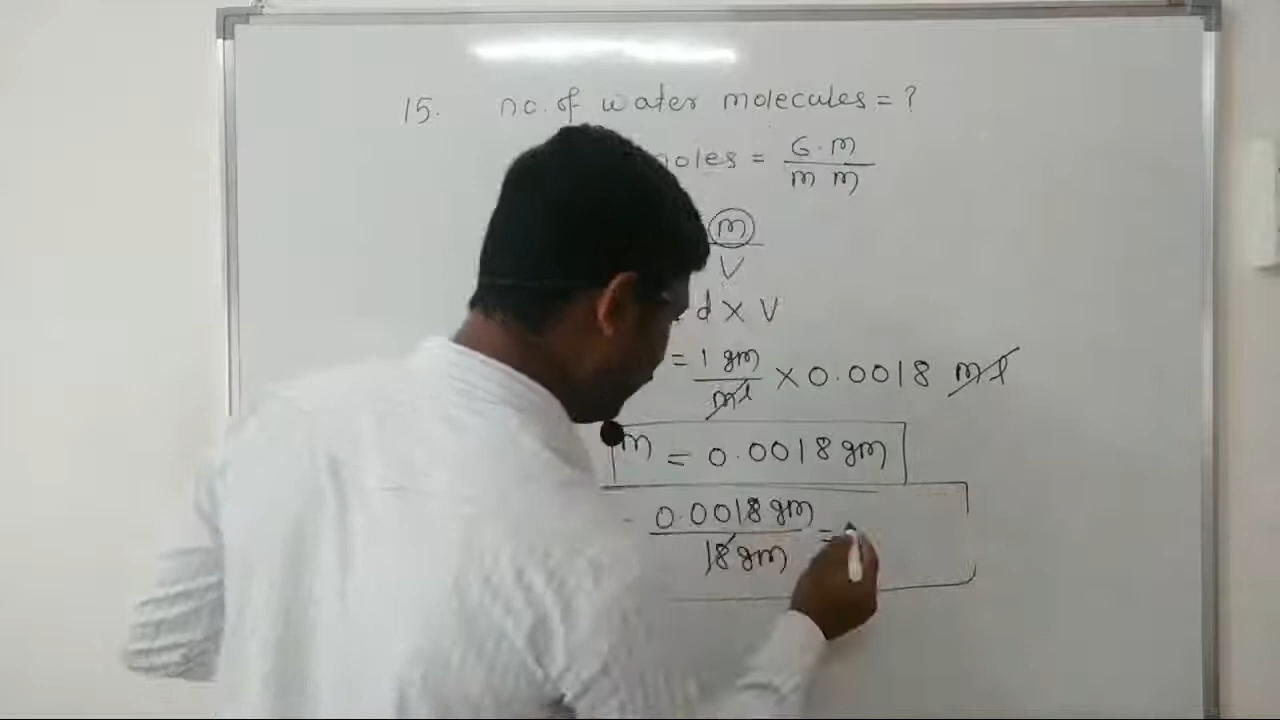 15. no. of water molecules = ?
moles = G.m / m m
m / V
d × V
= 1 gm / ml × 0.0018 ml
m = 0.0018 gm
0.0018 gm / 18 gm =